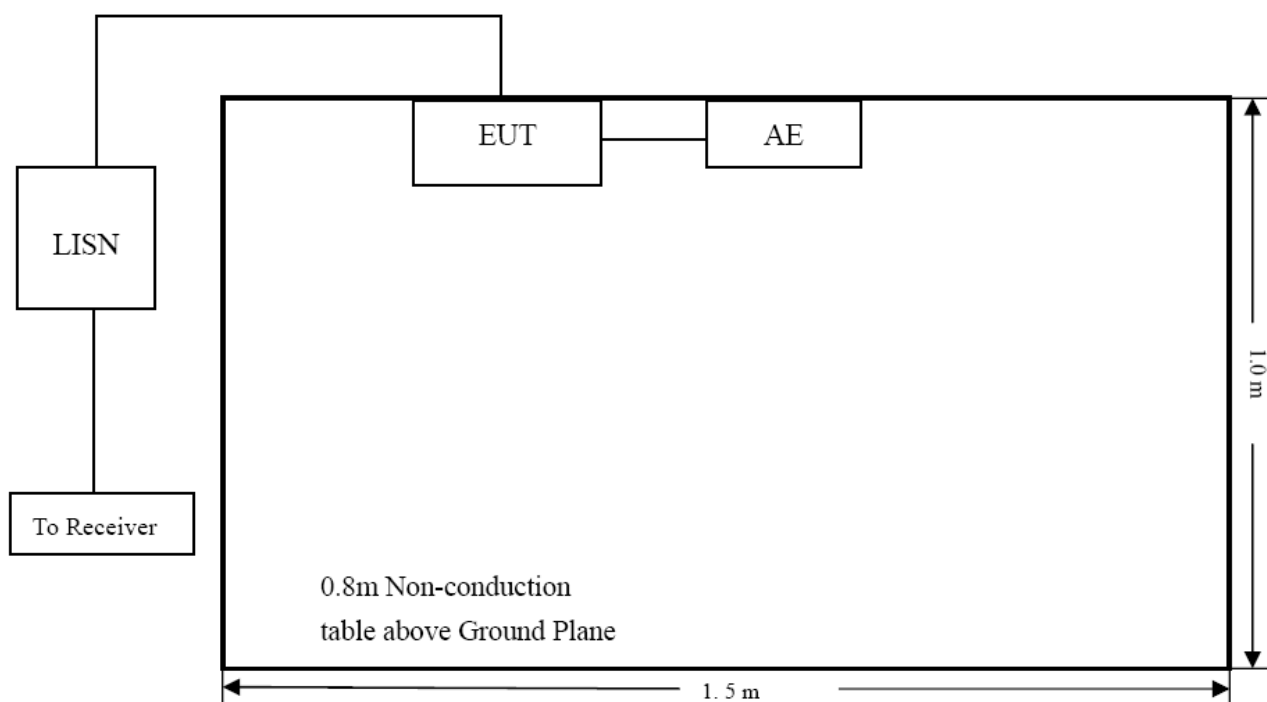 EUT
AE
LISN
1.0 m
To Receiver
0.8m Non-conduction
table above Ground Plane
1. 5 m